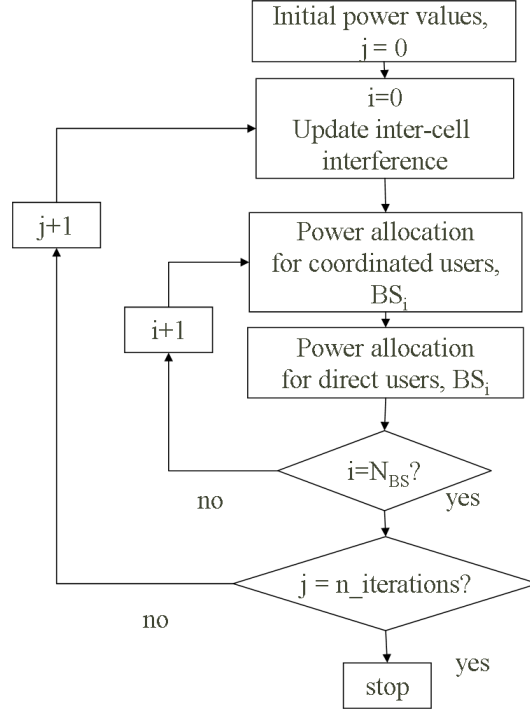 Initial power values,
j = 0
i=0
Update inter-cell
interference
j+1
Power allocation
for coordinated users,
BSi
i+1
Power allocation
for direct users, BSi
i=NBS?
no
yes
j = n_iterations?
no
yes
stop